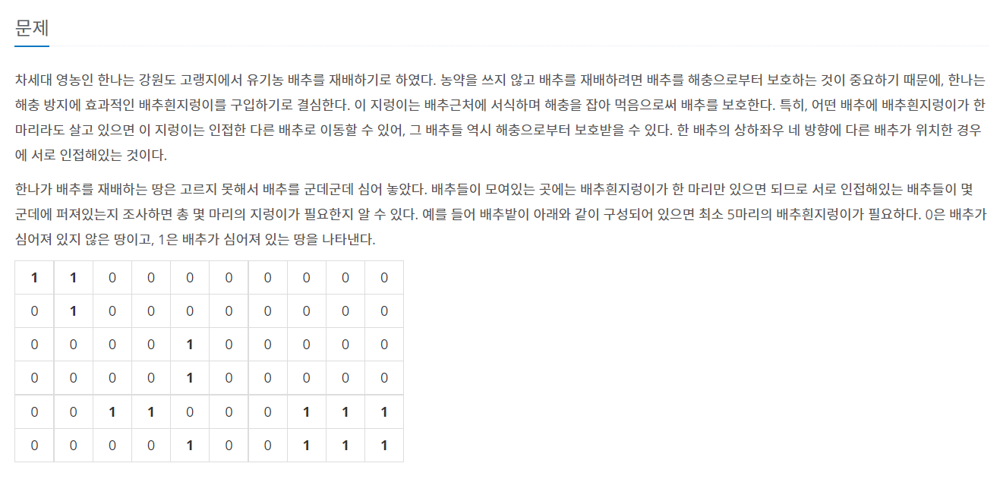 문제
차세대 영농인 한나는 강원도 고랭지에서 유기농 배추를 재배하기로 하였다. 농약을 쓰지 않고 배추를 재배하려면 배추를 해충으로부터 보호하는 것이 중요하기 때문에, 한나는
해충 방지에 효과적인 배추흰지렁이를 구입하기로 결심한다. 이 지렁이는 배추근처에 서식하며 해충을 잡아 먹음으로써 배추를 보호한다. 특히, 어떤 배추에 배추흰지렁이가 한
마리라도 살고 있으면 이 지렁이는 인접한 다른 배추로 이동할 수 있어, 그 배추들 역시 해충으로부터 보호받을 수 있다. 한 배추의 상하좌우 네 방향에 다른 배추가 위치한 경우
에 서로 인접해있는 것이다.
한나가 배추를 재배하는 땅은 고르지 못해서 배추를 군데군데 심어 놓았다. 배추들이 모여있는 곳에는 배추흰지렁이가 한 마리만 있으면 되므로 서로 인접해있는 배추들이 몇
군데에 퍼져있는지 조사하면 총 몇 마리의 지렁이가 필요한지 알 수 있다. 예를 들어 배추밭이 아래와 같이 구성되어 있으면 최소 5마리의 배추흰지렁이가 필요하다. 0은 배추가
심어져 있지 않은 땅이고, 1은 배추가 심어져 있는 땅을 나타낸다.
1 1 0 0 0 0 0 0 0 0
0 1 0 0 0 0 0 0 0 0
0 0 0 0 1 0 0 0 0 0
0 0 0 0 1 0 0 0 0 0
0 0 1 1 0 0 0 1 1 1
0 0 0 0 1 0 0 1 1 1